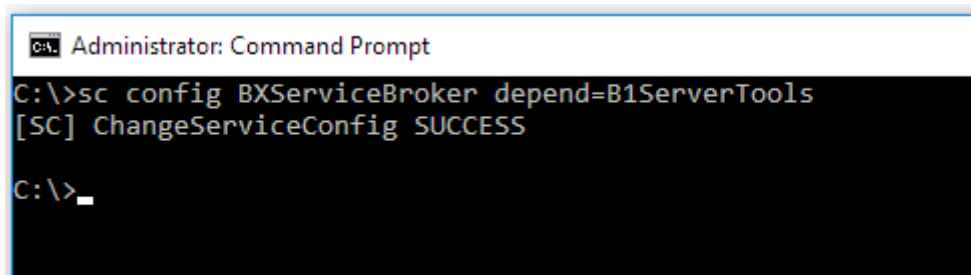 Administrator: Command Prompt
C:\>sc config BXServiceBroker depend=B1ServerTools
[SC] ChangeServiceConfig SUCCESS
C:\>